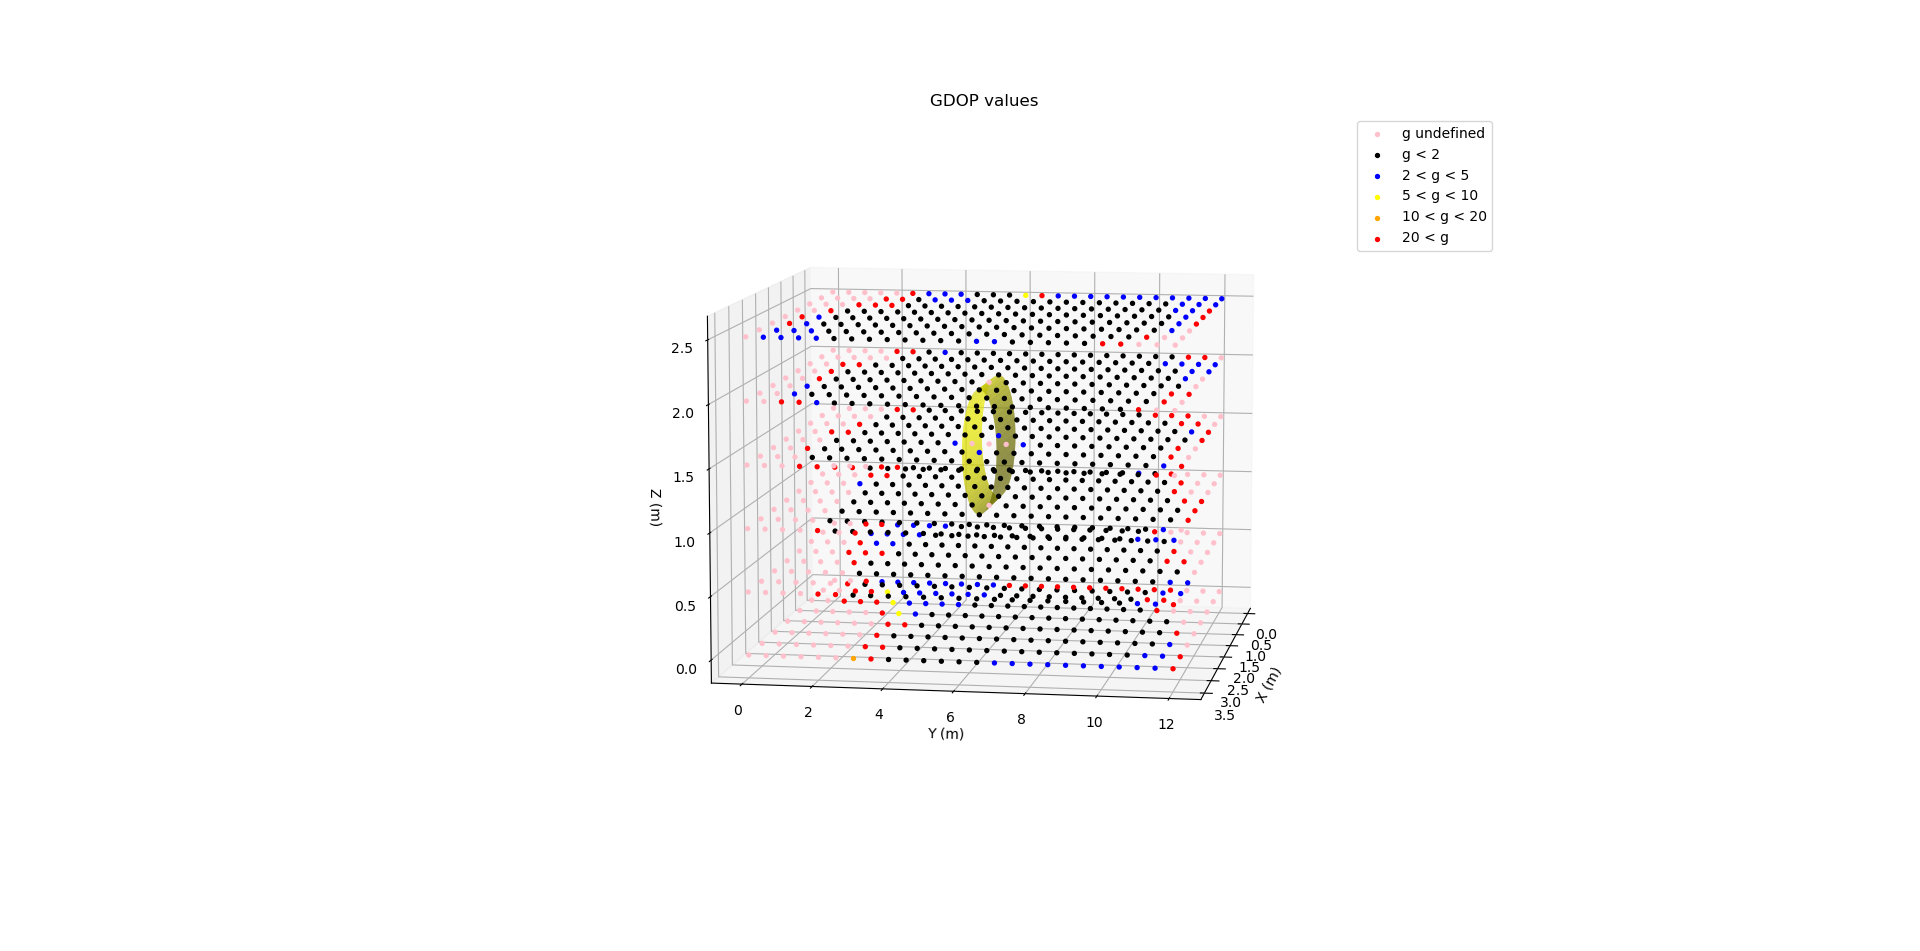 GDOP values
g undefined
g < 2
2 < g < 5
5 < g < 10
10 < g < 20
20 < g
2.5
2.0
1.5
1.0
0.5
0.0
Z (m)
0 2 4 6 8 10 12
Y (m)
0.0
0.5
1.0
1.5
2.0
2.5
3.0
3.5
X (m)